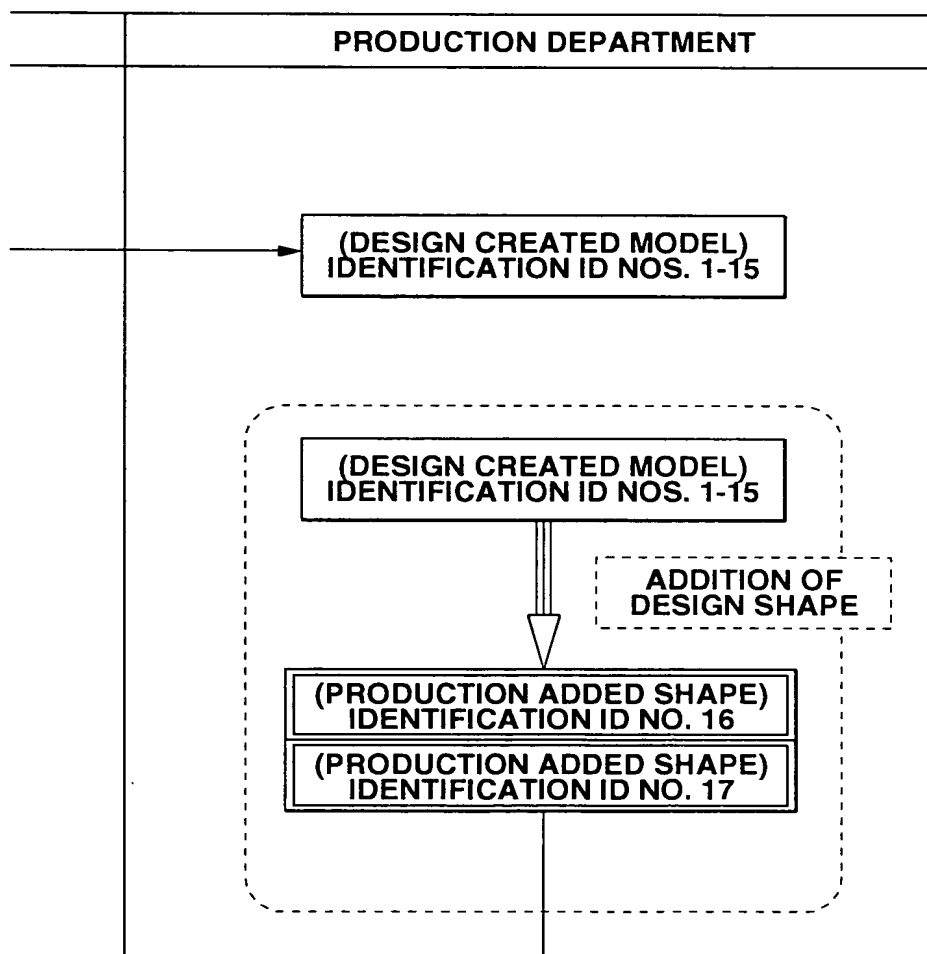 PRODUCTION DEPARTMENT
(DESIGN CREATED MODEL)
IDENTIFICATION ID NOS. 1-15
(DESIGN CREATED MODEL)
IDENTIFICATION ID NOS. 1-15
ADDITION OF
DESIGN SHAPE
(PRODUCTION ADDED SHAPE)
IDENTIFICATION ID NO. 16
(PRODUCTION ADDED SHAPE)
IDENTIFICATION ID NO. 17